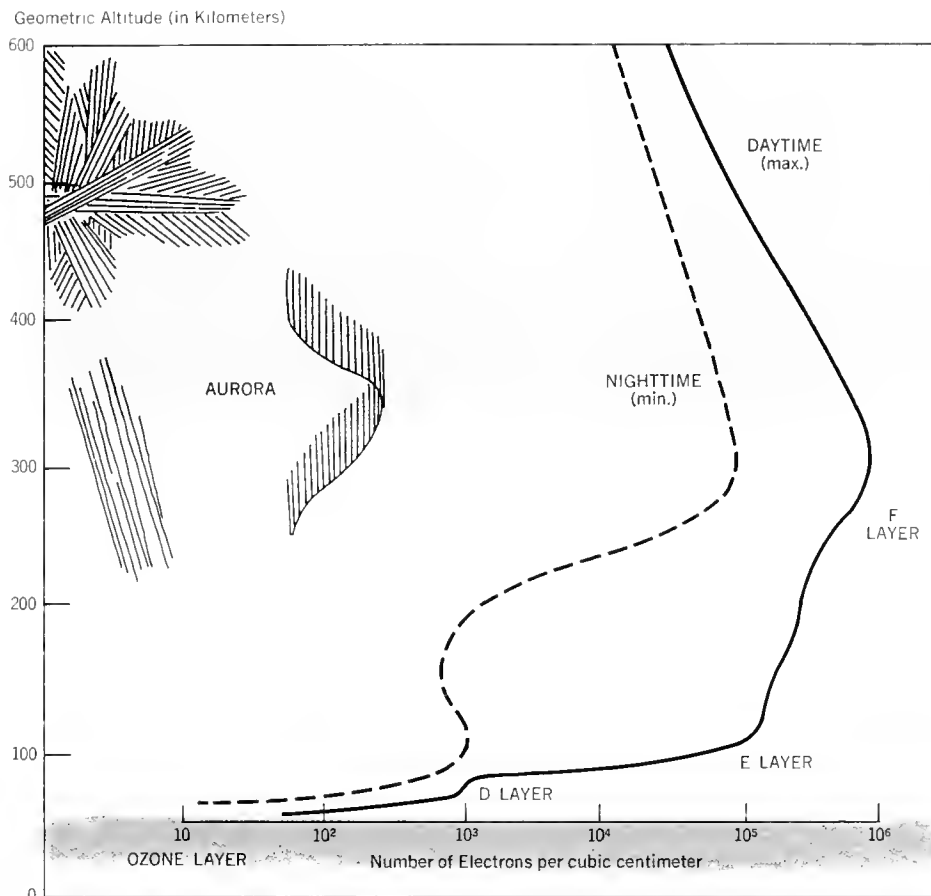 Geometric Altitude (in Kilometers)
600
500
400
300
200
100
0
DAYTIME
(max.)
NIGHTTIME
(min.)
AURORA
F
LAYER
E LAYER
D LAYER
10 10² 10³ 10⁴ 10⁵ 10⁶
OZONE LAYER
Number of Electrons per cubic centimeter